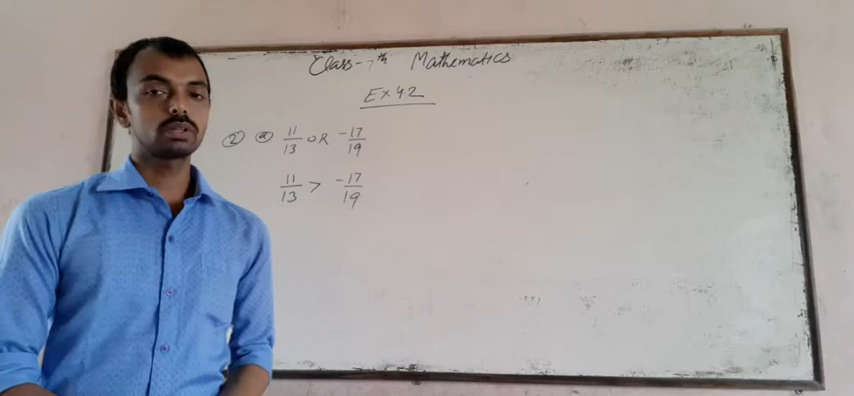 Class-7th Mathematics
Ex 4.2
② ⓐ 11/13 OR -17/19
11/13 > -17/19